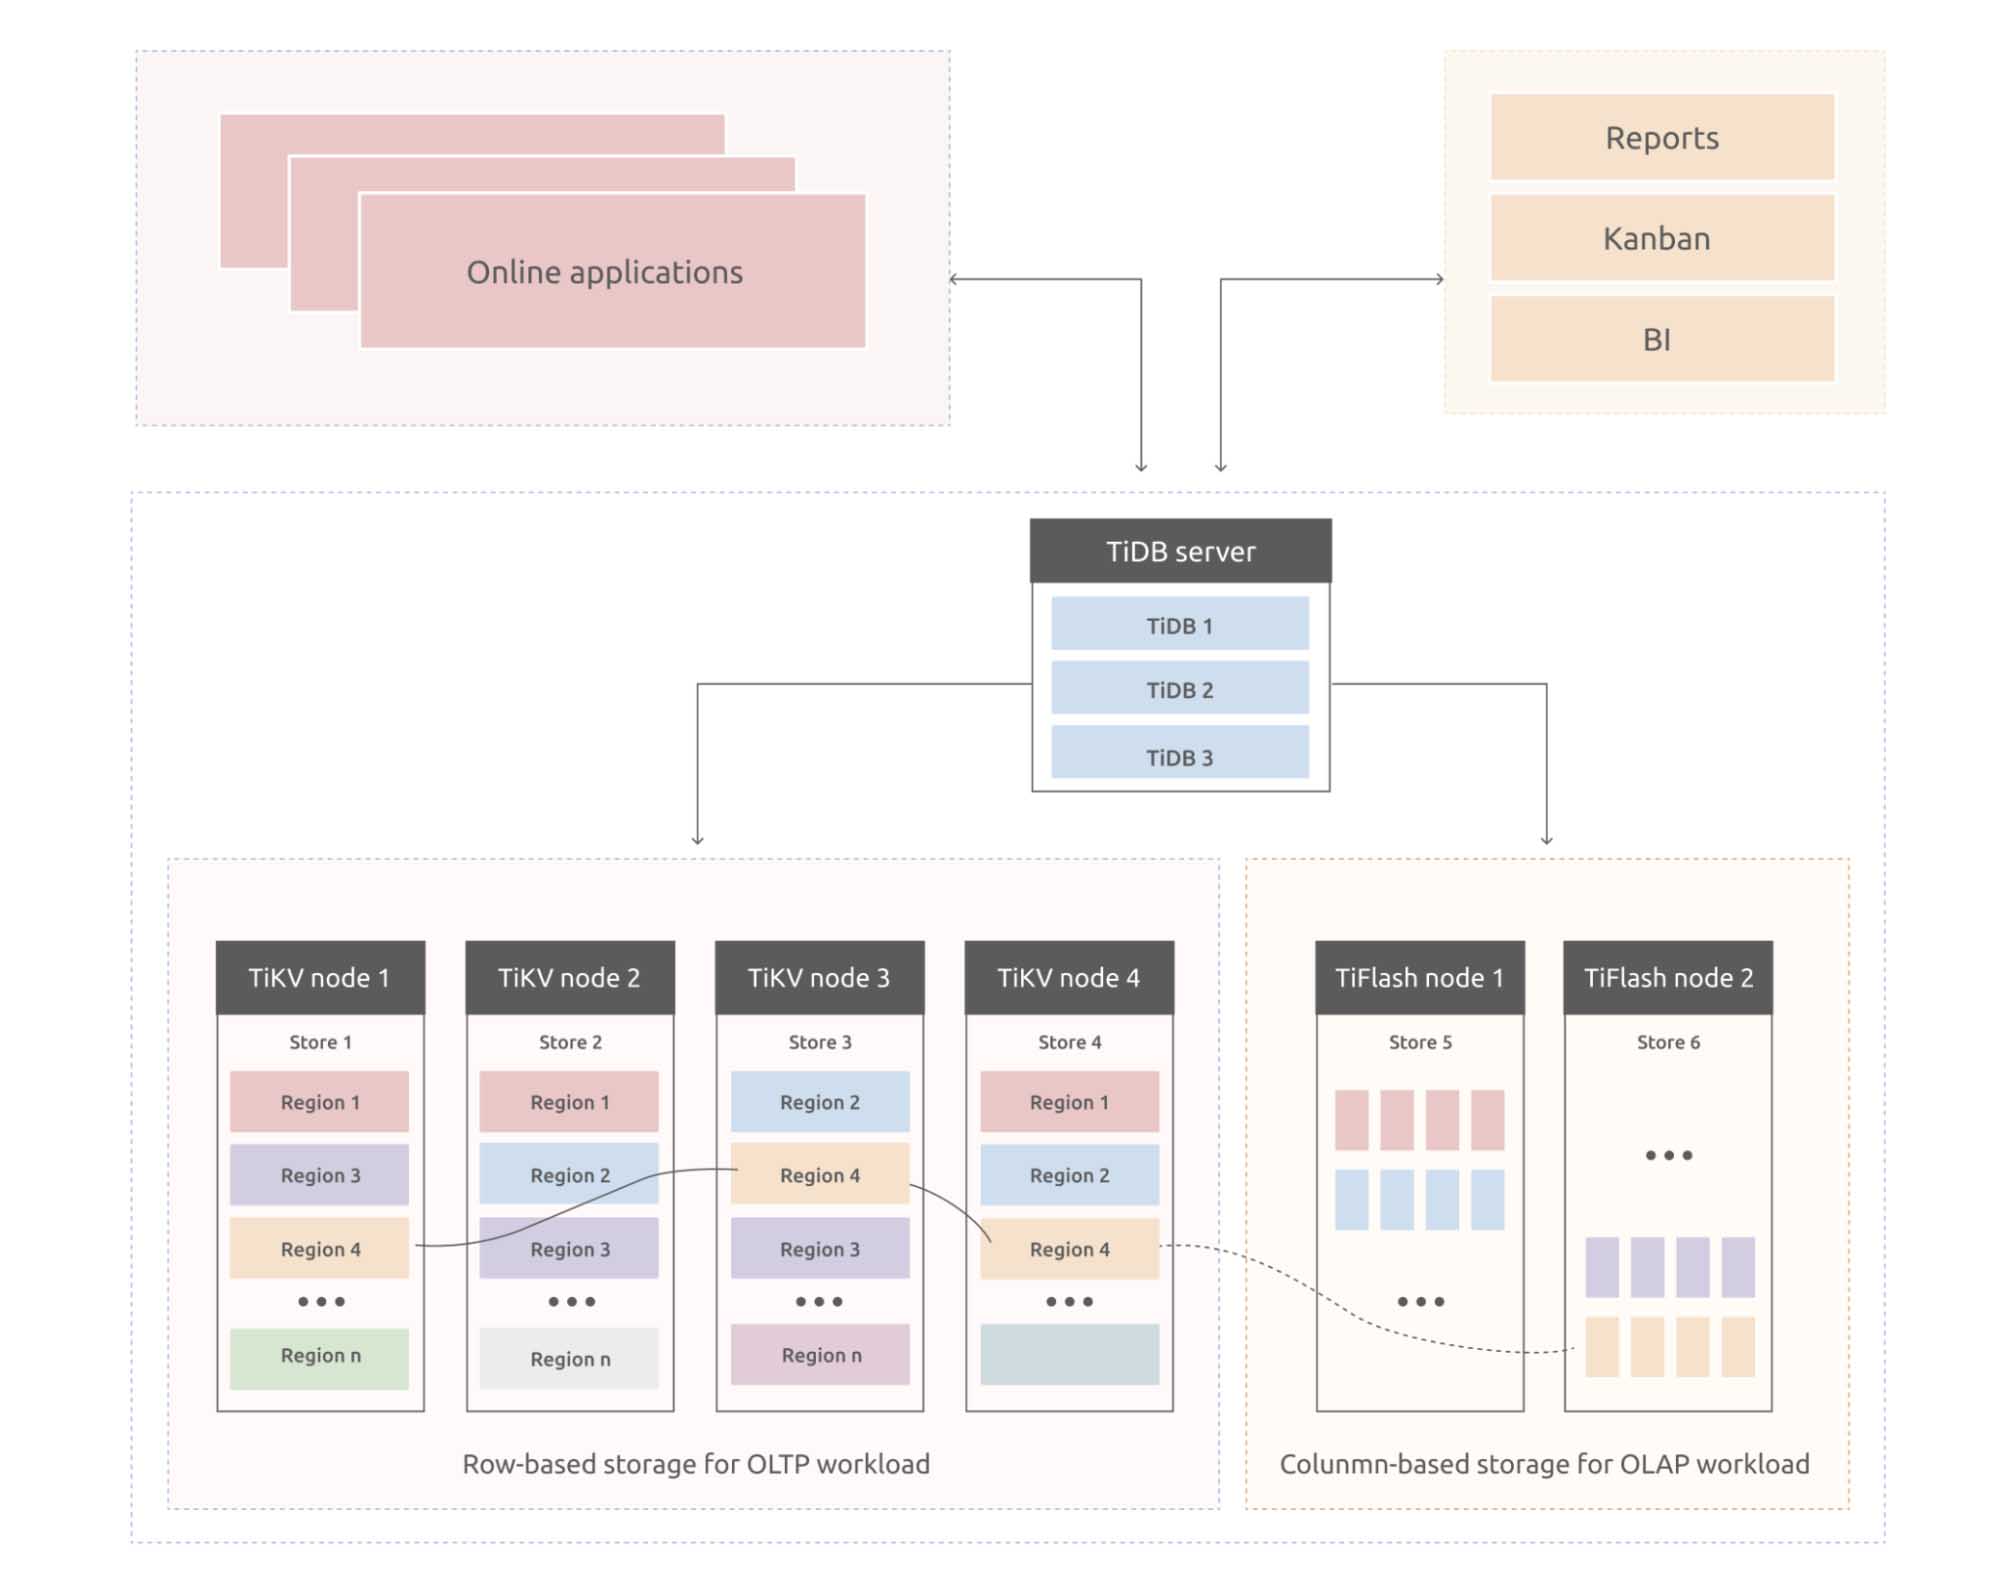 Online applications
Reports
Kanban
BI
TiDB server
TiDB 1
TiDB 2
TiDB 3
TiKV node 1
Store 1
Region 1
Region 3
Region 4
Region n
TiKV node 2
Store 2
Region 1
Region 2
Region 3
Region n
TiKV node 3
Store 3
Region 2
Region 4
Region 3
Region n
TiKV node 4
Store 4
Region 1
Region 2
Region 4
Row-based storage for OLTP workload
TiFlash node 1
Store 5
TiFlash node 2
Store 6
Colunmn-based storage for OLAP workload